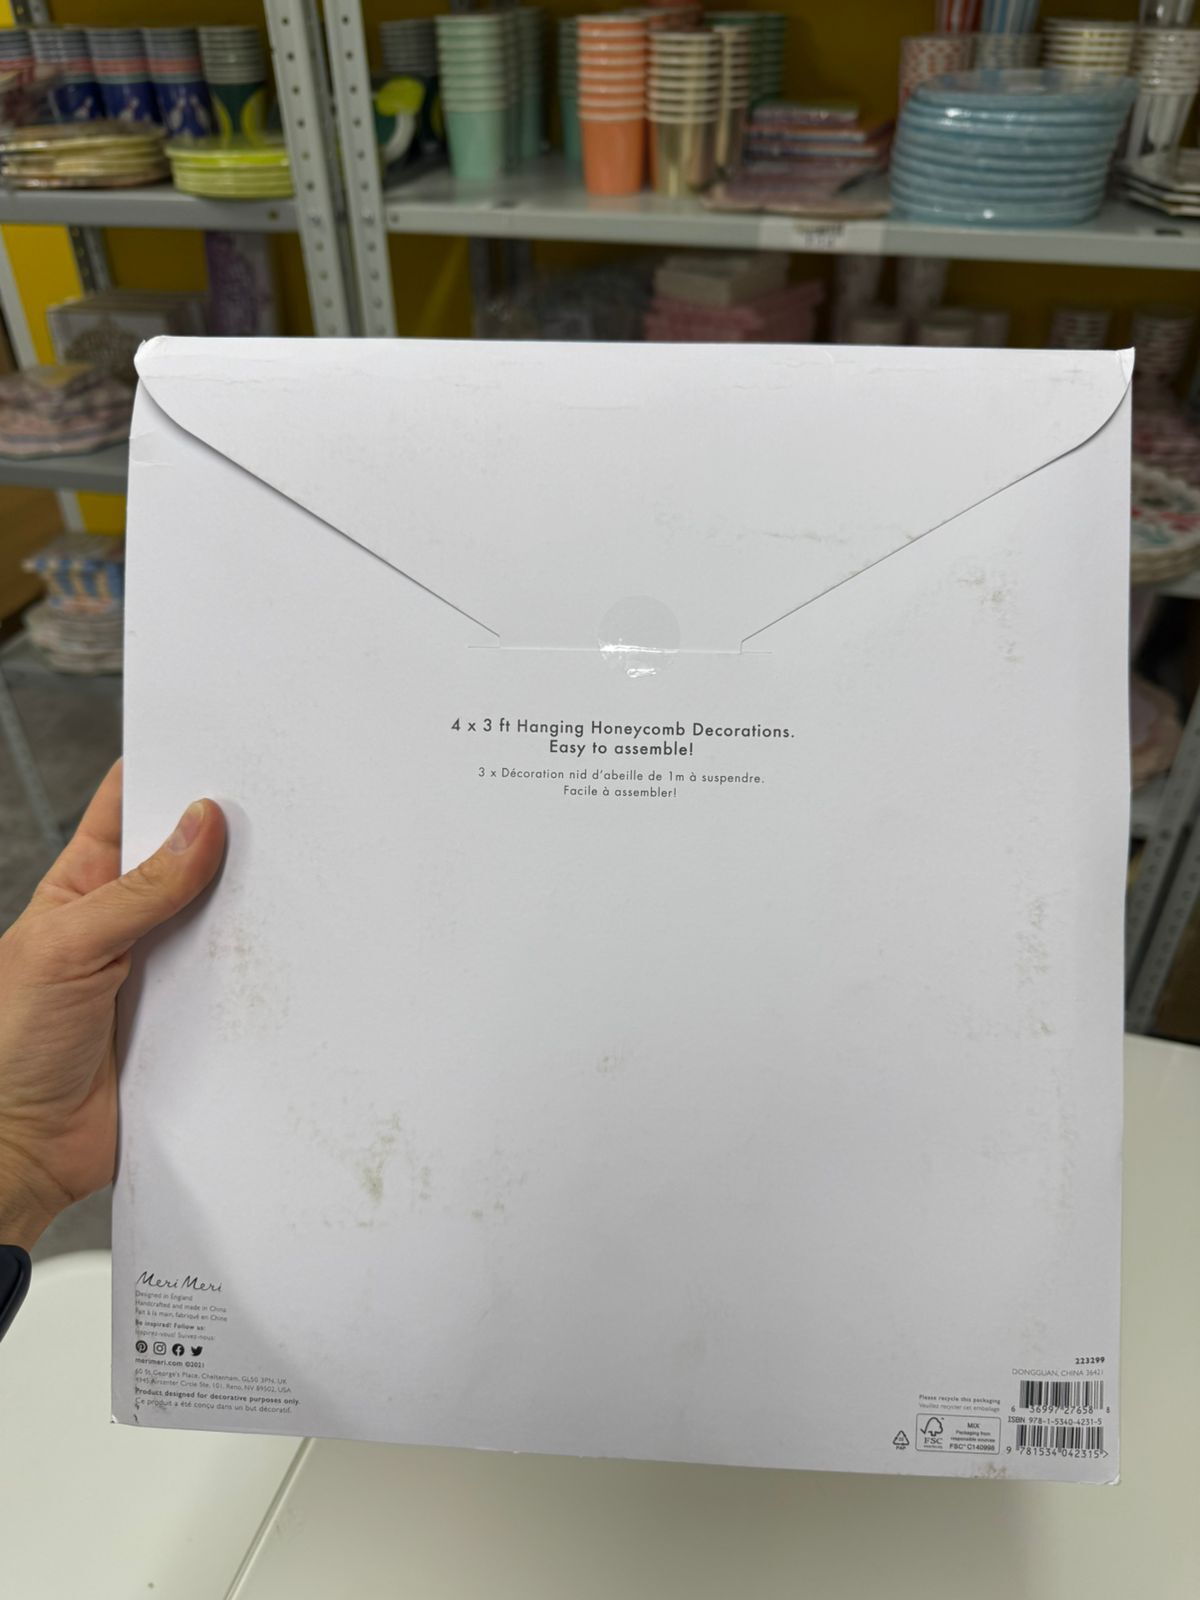 4 x 3 ft Hanging Honeycomb Decorations.
Easy to assemble!
3 x Décoration nid d'abeille de 1m à suspendre.
Facile à assembler!
Meri Meri
Designed in England
Handcrafted and made in China
Fait à la main, fabriqué en Chine
Be inspired! Follow us:
Inspirez-vous! Suivez-nous:
merimeri.com ©2021
60 St George's Place, Cheltenham, GL50 3PN, UK
4945 Aircenter Circle Ste, 101, Reno, NV 89502, USA
Product designed for decorative purposes only.
Ce produit a été conçu dans un but décoratif.
Please recycle this packaging
Veuillez recycler cet emballage
PAP
FSC
MIX
Packaging from
responsible sources
FSC® C140998
223299
DONGGUAN, CHINA 36421
6 36997 27658 8
ISBN 978-1-5340-4231-5
9 781534 042315 >